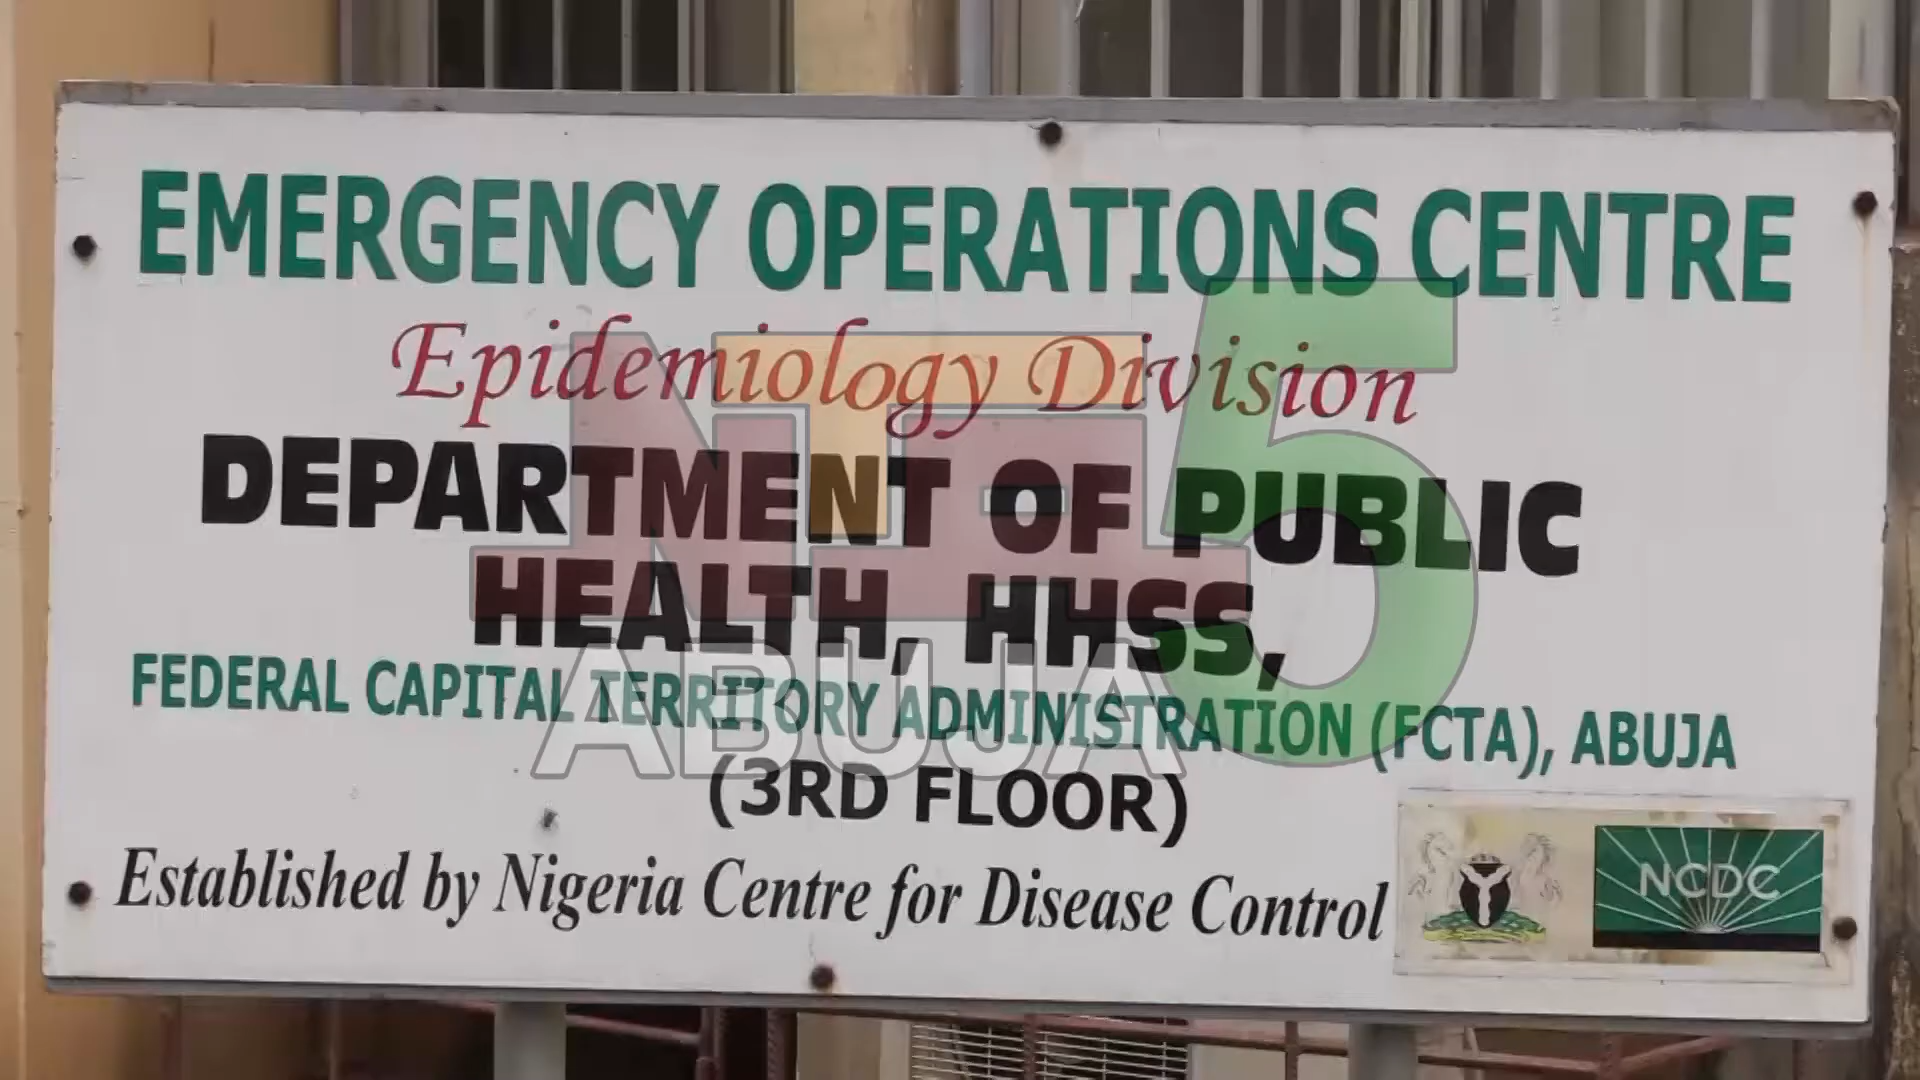 EMERGENCY OPERATIONS CENTRE
Epidemiology Division
DEPARTMENT OF PUBLIC
HEALTH, HHSS,
FEDERAL CAPITAL TERRITORY ADMINISTRATION (FCTA), ABUJA
(3RD FLOOR)
Established by Nigeria Centre for Disease Control
NCDC
NTA 5
ABUJA